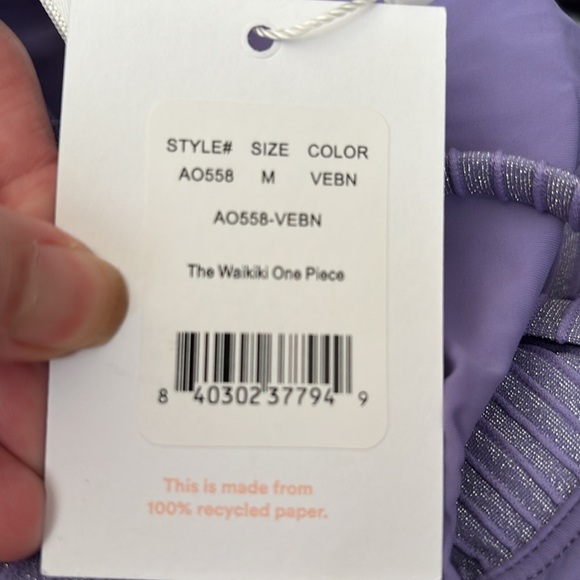 STYLE# SIZE COLOR
AO558 M VEBN
AO558-VEBN
The Waikiki One Piece
8 40302 37794 9
This is made from
100% recycled paper.